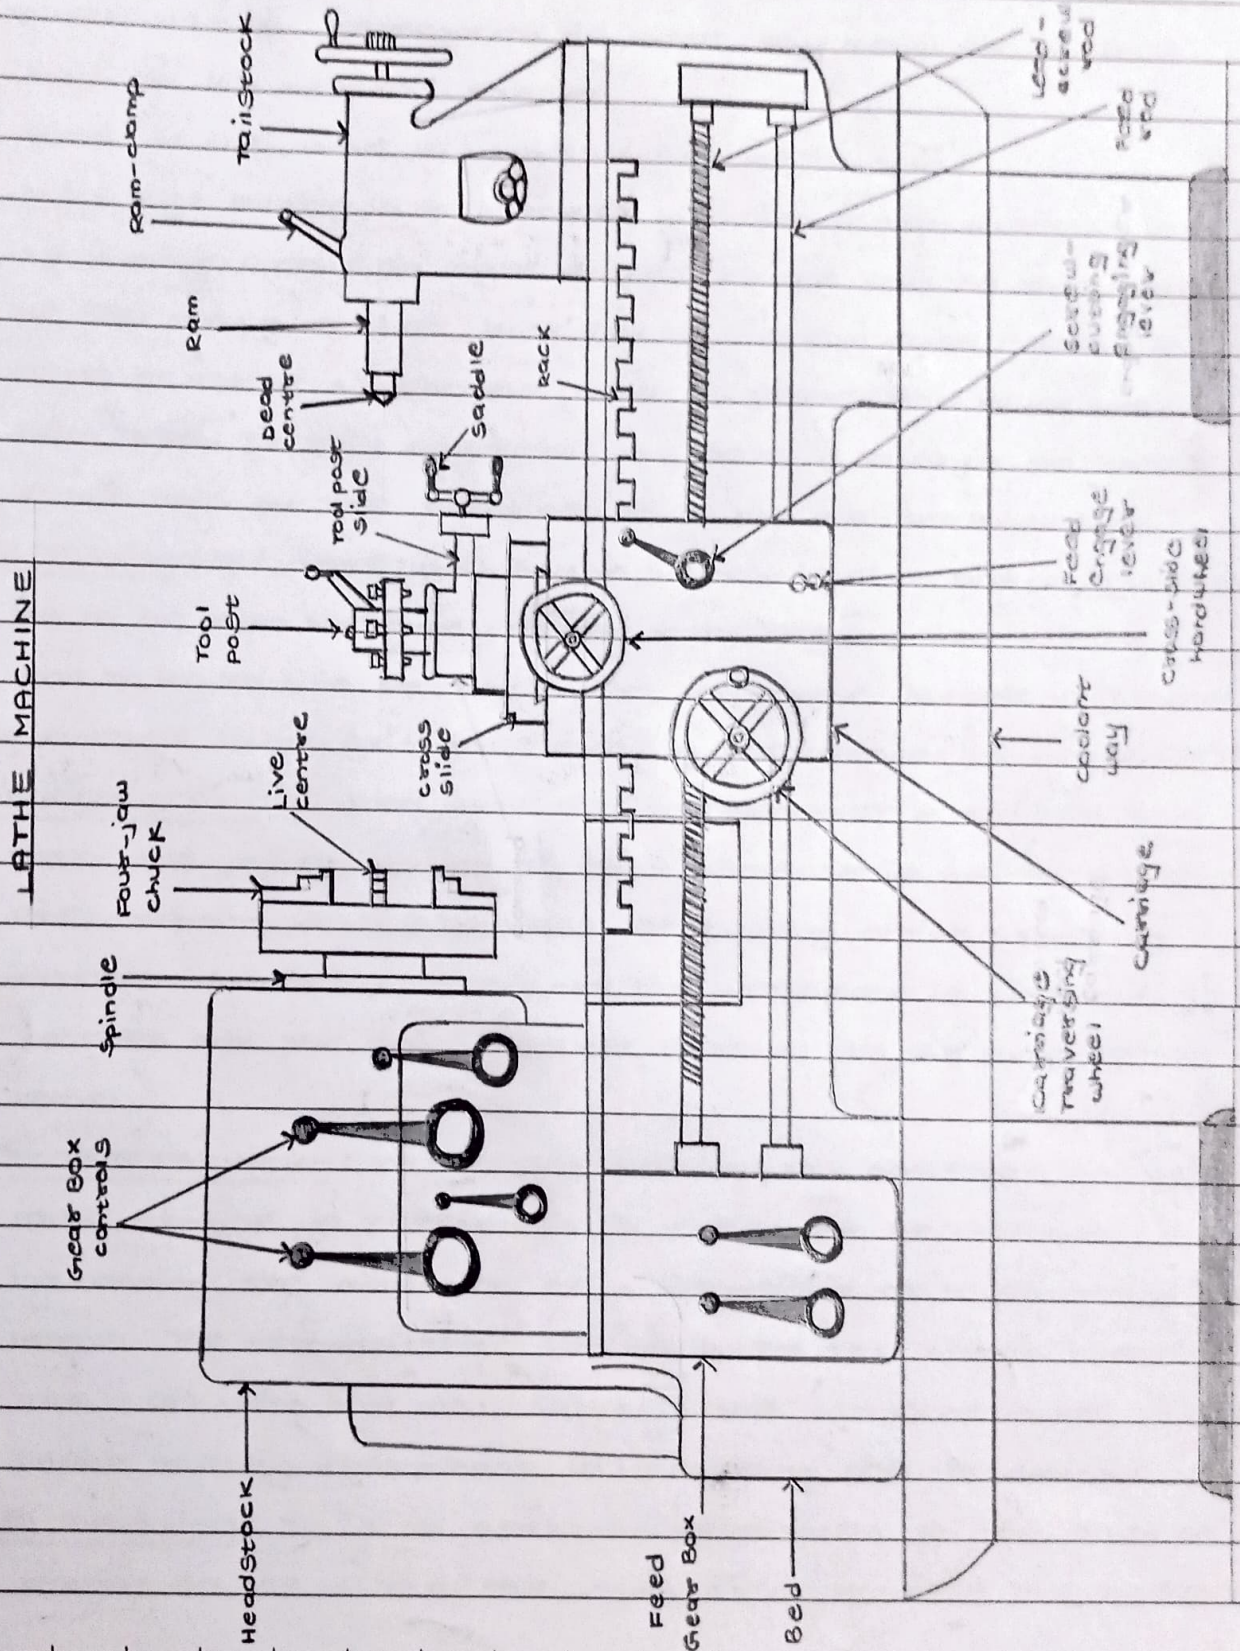 LATHE MACHINE
Headstock
Gear Box
controls
Spindle
Four-jaw
chuck
Live
centre
cross
slide
Tool
post
Toolpost
slide
saddle
Dead
centre
Ram
Ram-clamp
Tailstock
Rack
Feed
Gear Box
Bed
carriage
Traversing
wheel
Carriage
coolant
way
cross-slide
handwheel
Feed
Engage
lever
screw-
cutting
engaging
lever
Feed
rod
Lead-
screw
rod